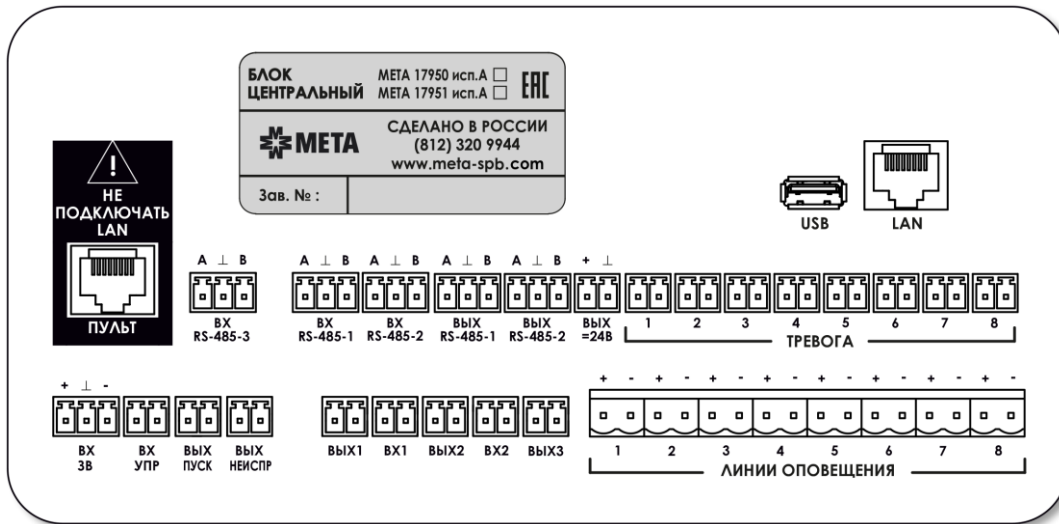 БЛОК
ЦЕНТРАЛЬНЫЙ
МЕТА 17950 исп.А
МЕТА 17951 исп.А
ЕАС
МЕТА
СДЕЛАНО В РОССИИ
(812) 320 9944
www.meta-spb.com
Зав. № :
!
НЕ
ПОДКЛЮЧАТЬ
LAN
ПУЛЬТ
USB
LAN
A ⊥ B
A ⊥ B
A ⊥ B
A ⊥ B
A ⊥ B
+ ⊥
ВХ
RS-485-3
ВХ
RS-485-1
ВХ
RS-485-2
ВЫХ
RS-485-1
ВЫХ
RS-485-2
ВЫХ
=24В
1 2 3 4 5 6 7 8
ТРЕВОГА
+ ⊥ -
ВХ
ЗВ
ВХ
УПР
ВЫХ
ПУСК
ВЫХ
НЕИСПР
ВЫХ1 ВХ1 ВЫХ2 ВХ2 ВЫХ3
+ - + - + - + - + - + - + - + -
1 2 3 4 5 6 7 8
ЛИНИИ ОПОВЕЩЕНИЯ